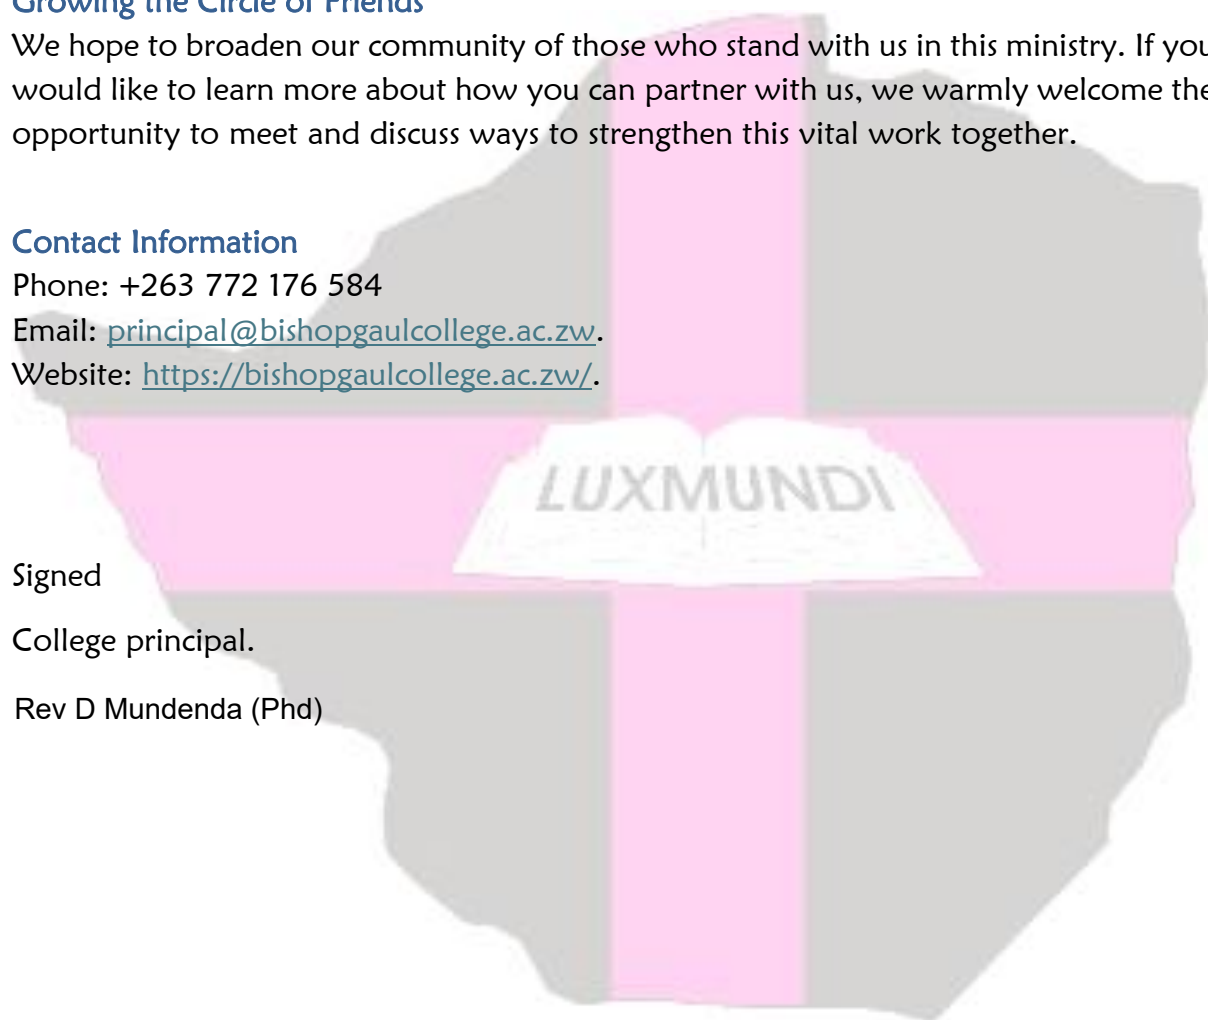 Growing the Circle of Friends
We hope to broaden our community of those who stand with us in this ministry. If you
would like to learn more about how you can partner with us, we warmly welcome the
opportunity to meet and discuss ways to strengthen this vital work together.
Contact Information
Phone: +263 772 176 584
Email: principal@bishopgaulcollege.ac.zw.
Website: https://bishopgaulcollege.ac.zw/.
LUXMUNDI
Signed
College principal.
Rev D Mundenda (Phd)